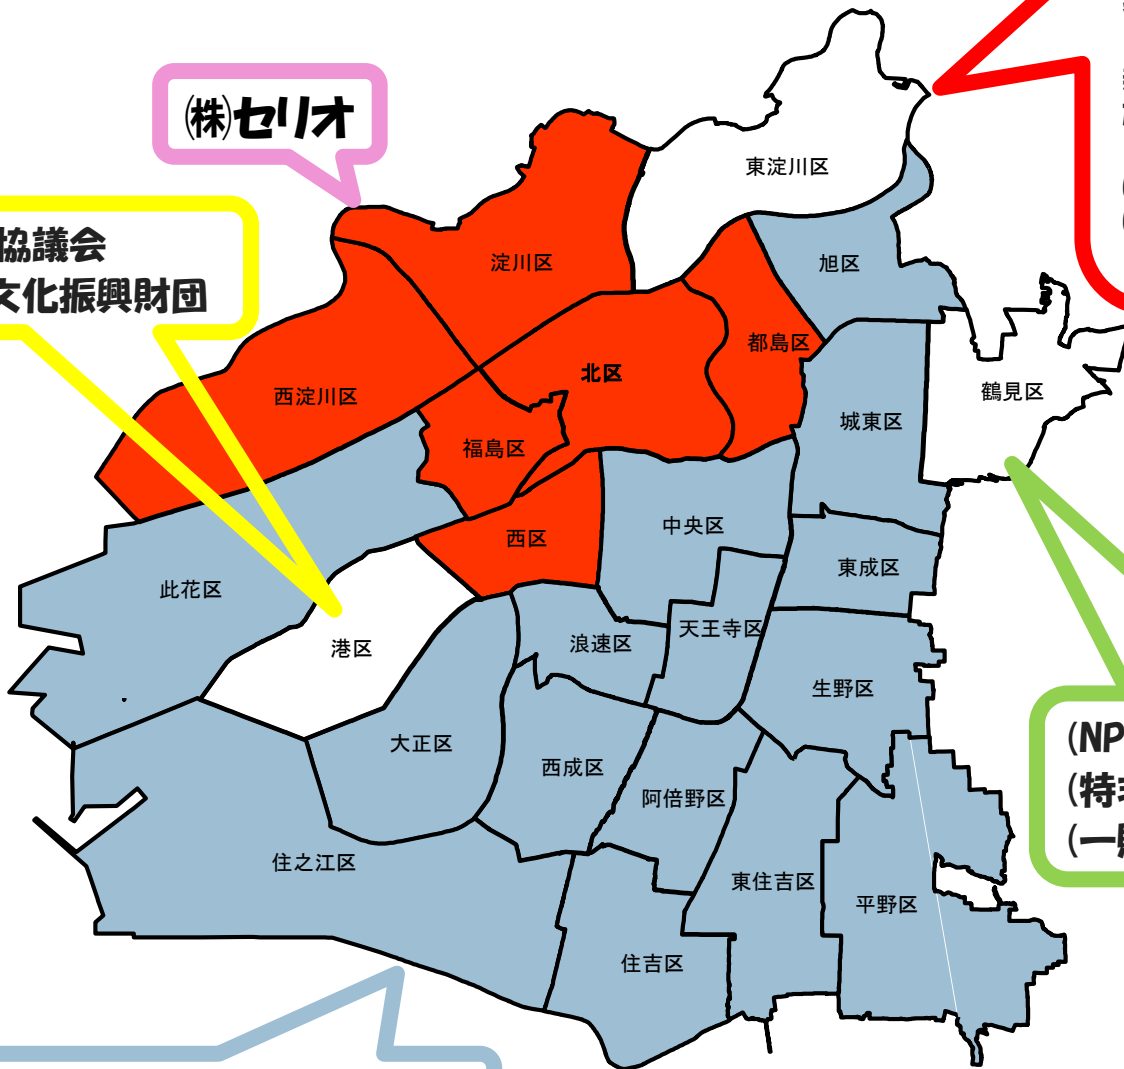 ㈱セリオ
東淀川区
協議会
文化振興財団
淀川区
旭区
都島区
北区
西淀川区
鶴見区
城東区
福島区
中央区
西区
東成区
此花区
天王寺区
浪速区
港区
生野区
大正区
(NP
西成区
(特
阿倍野区
(一
住之江区
東住吉区
平野区
住吉区